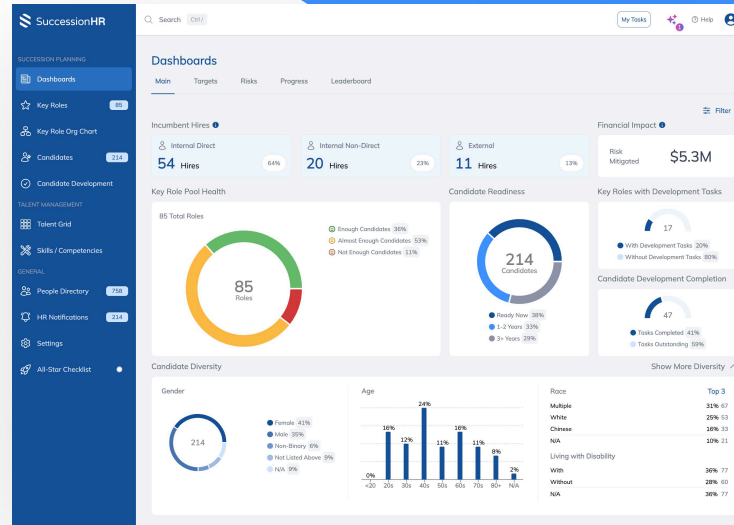 SuccessionHR
Search Ctrl /
My Tasks
1
Help
SUCCESSION PLANNING
Dashboards
Key Roles 85
Key Role Org Chart
Candidates 214
Candidate Development
TALENT MANAGEMENT
Talent Grid
Skills / Competencies
GENERAL
People Directory 758
HR Notifications 214
Settings
All-Star Checklist
Dashboards
Main Targets Risks Progress Leaderboard
Filter
Incumbent Hires
Internal Direct
54 Hires 64%
Internal Non-Direct
20 Hires 23%
External
11 Hires 13%
Financial Impact
Risk
Mitigated
$5.3M
Key Role Pool Health
85 Total Roles
85
Roles
Enough Candidates 36%
Almost Enough Candidates 53%
Not Enough Candidates 11%
Candidate Readiness
214
Candidates
Ready Now 38%
1-2 Years 33%
3+ Years 29%
Key Roles with Development Tasks
17
With Development Tasks 20%
Without Development Tasks 80%
Candidate Development Completion
47
Tasks Completed 41%
Tasks Outstanding 59%
Candidate Diversity
Show More Diversity
Gender
214
Female 41%
Male 35%
Non-Binary 6%
Not Listed Above 9%
N/A 9%
Age
0% 16% 12% 24% 11% 16% 11% 8% 2%
<20 20s 30s 40s 50s 60s 70s 80+ N/A
Race Top 3
Multiple 31% 67
White 25% 53
Chinese 16% 33
N/A 10% 21
Living with Disability
With 36% 77
Without 28% 60
N/A 36% 77